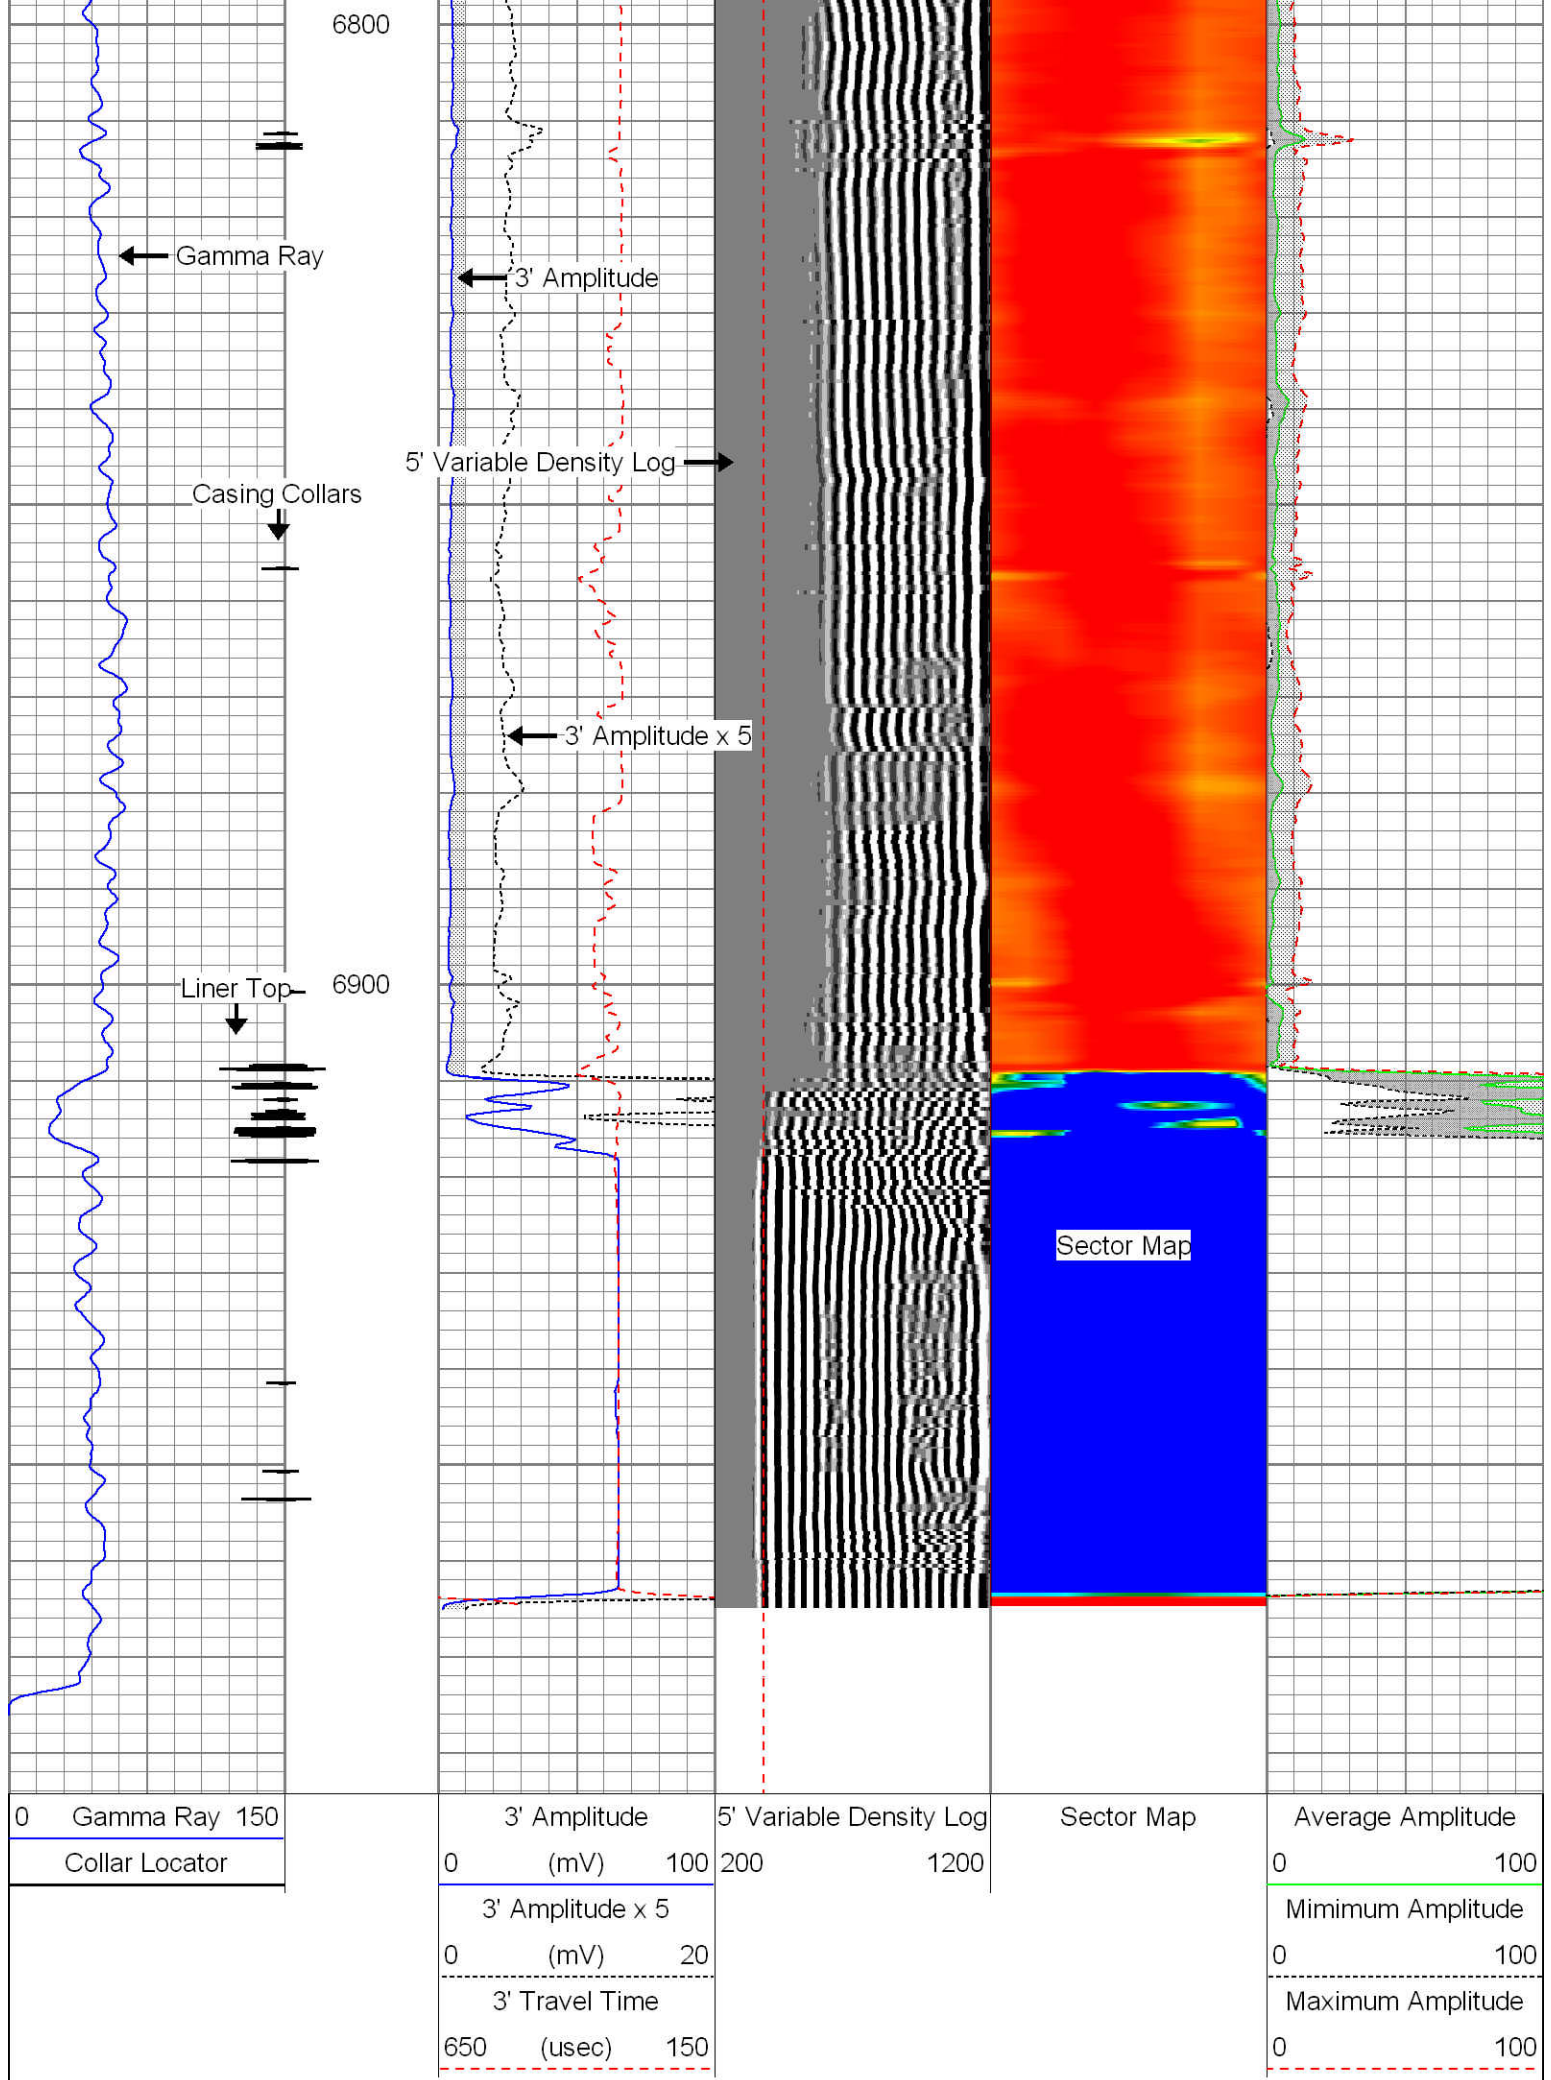 6800
Gamma Ray
3' Amplitude
5' Variable Density Log
Casing Collars
3' Amplitude x 5
Liner Top
6900
Sector Map
0 Gamma Ray 150
Collar Locator
3' Amplitude
0 (mV) 100
3' Amplitude x 5
0 (mV) 20
3' Travel Time
650 (usec) 150
5' Variable Density Log
200 1200
Sector Map
Average Amplitude
0 100
Mimimum Amplitude
0 100
Maximum Amplitude
0 100